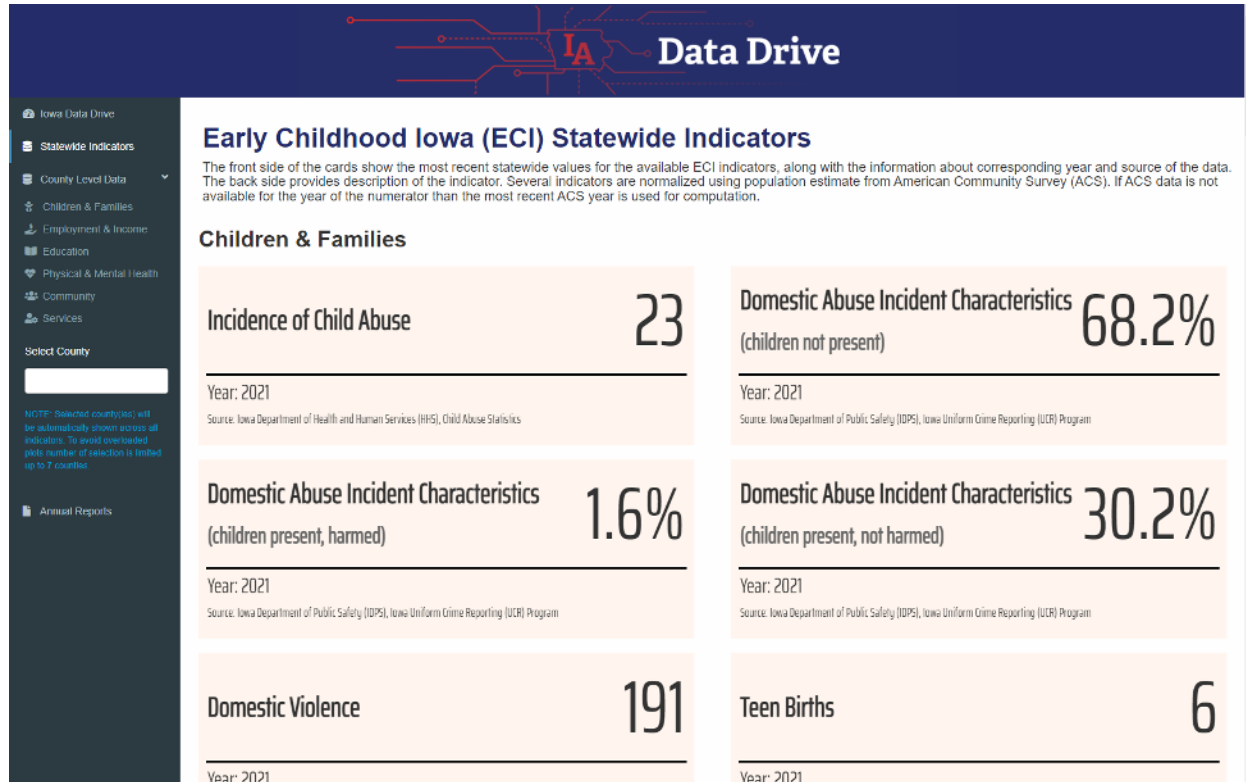 IA Data Drive
Iowa Data Drive
Statewide Indicators
County Level Data
Children & Families
Employment & Income
Education
Physical & Mental Health
Community
Services
Select County
NOTE: Selected county(ies) will
be automatically shown across all
indicators. To avoid overloaded
plots number of selection is limited
up to 7 counties
Annual Reports
Early Childhood Iowa (ECI) Statewide Indicators
The front side of the cards show the most recent statewide values for the available ECI indicators, along with the information about corresponding year and source of the data.
The back side provides description of the indicator. Several indicators are normalized using population estimate from American Community Survey (ACS). If ACS data is not
available for the year of the numerator than the most recent ACS year is used for computation.
Children & Families
Incidence of Child Abuse
23
Year: 2021
Source: Iowa Department of Health and Human Services (HHS), Child Abuse Statistics
Domestic Abuse Incident Characteristics
(children not present)
68.2%
Year: 2021
Source: Iowa Department of Public Safety (IDPS), Iowa Uniform Crime Reporting (UCR) Program
Domestic Abuse Incident Characteristics
(children present, harmed)
1.6%
Year: 2021
Source: Iowa Department of Public Safety (IDPS), Iowa Uniform Crime Reporting (UCR) Program
Domestic Abuse Incident Characteristics
(children present, not harmed)
30.2%
Year: 2021
Source: Iowa Department of Public Safety (IDPS), Iowa Uniform Crime Reporting (UCR) Program
Domestic Violence
191
Year: 2021
Teen Births
6
Year: 2021